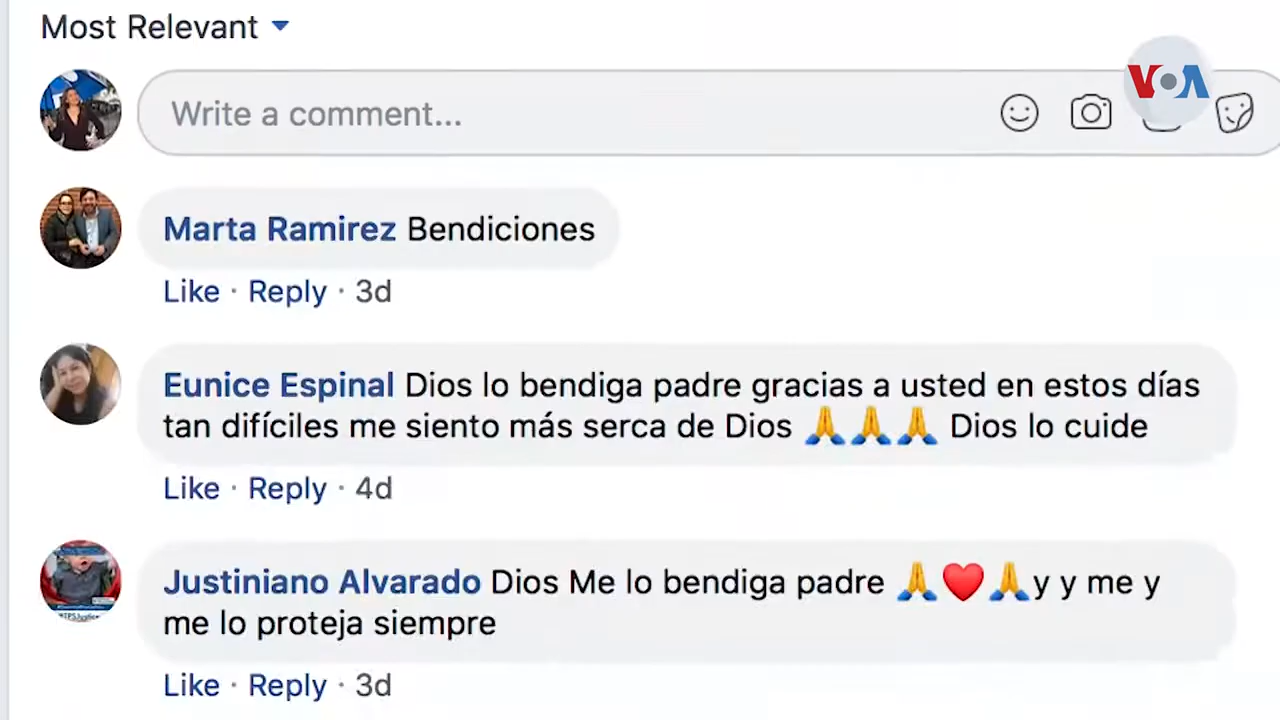 Most Relevant
Write a comment...
VOA
Marta Ramirez Bendiciones
Like · Reply · 3d
Eunice Espinal Dios lo bendiga padre gracias a usted en estos días
tan difíciles me siento más serca de Dios 🙏🙏🙏 Dios lo cuide
Like · Reply · 4d
Justiniano Alvarado Dios Me lo bendiga padre 🙏❤️🙏y y me y
me lo proteja siempre
Like · Reply · 3d